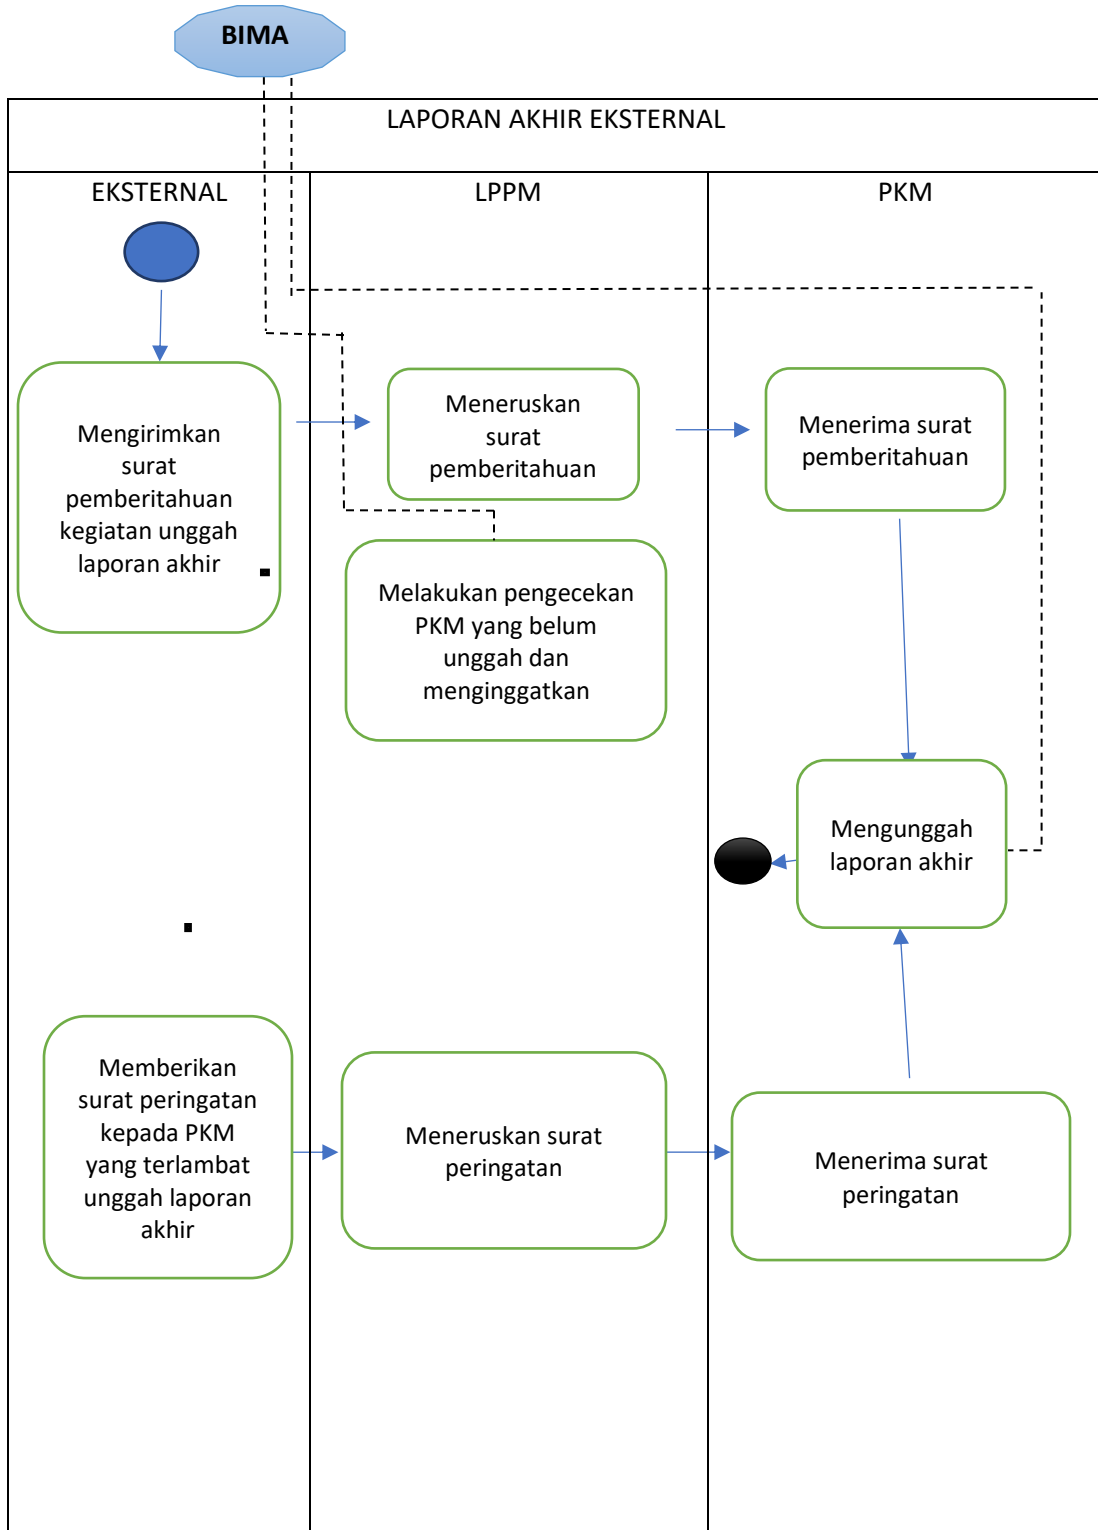 BIMA
LAPORAN AKHIR EKSTERNAL
EKSTERNAL
LPPM
PKM
Mengirimkan
surat
pemberitahuan
kegiatan unggah
laporan akhir
Meneruskan
surat
pemberitahuan
Menerima surat
pemberitahuan
Melakukan pengecekan
PKM yang belum
unggah dan
menginggatkan
Mengunggah
laporan akhir
Memberikan
surat peringatan
kepada PKM
yang terlambat
unggah laporan
akhir
Meneruskan surat
peringatan
Menerima surat
peringatan